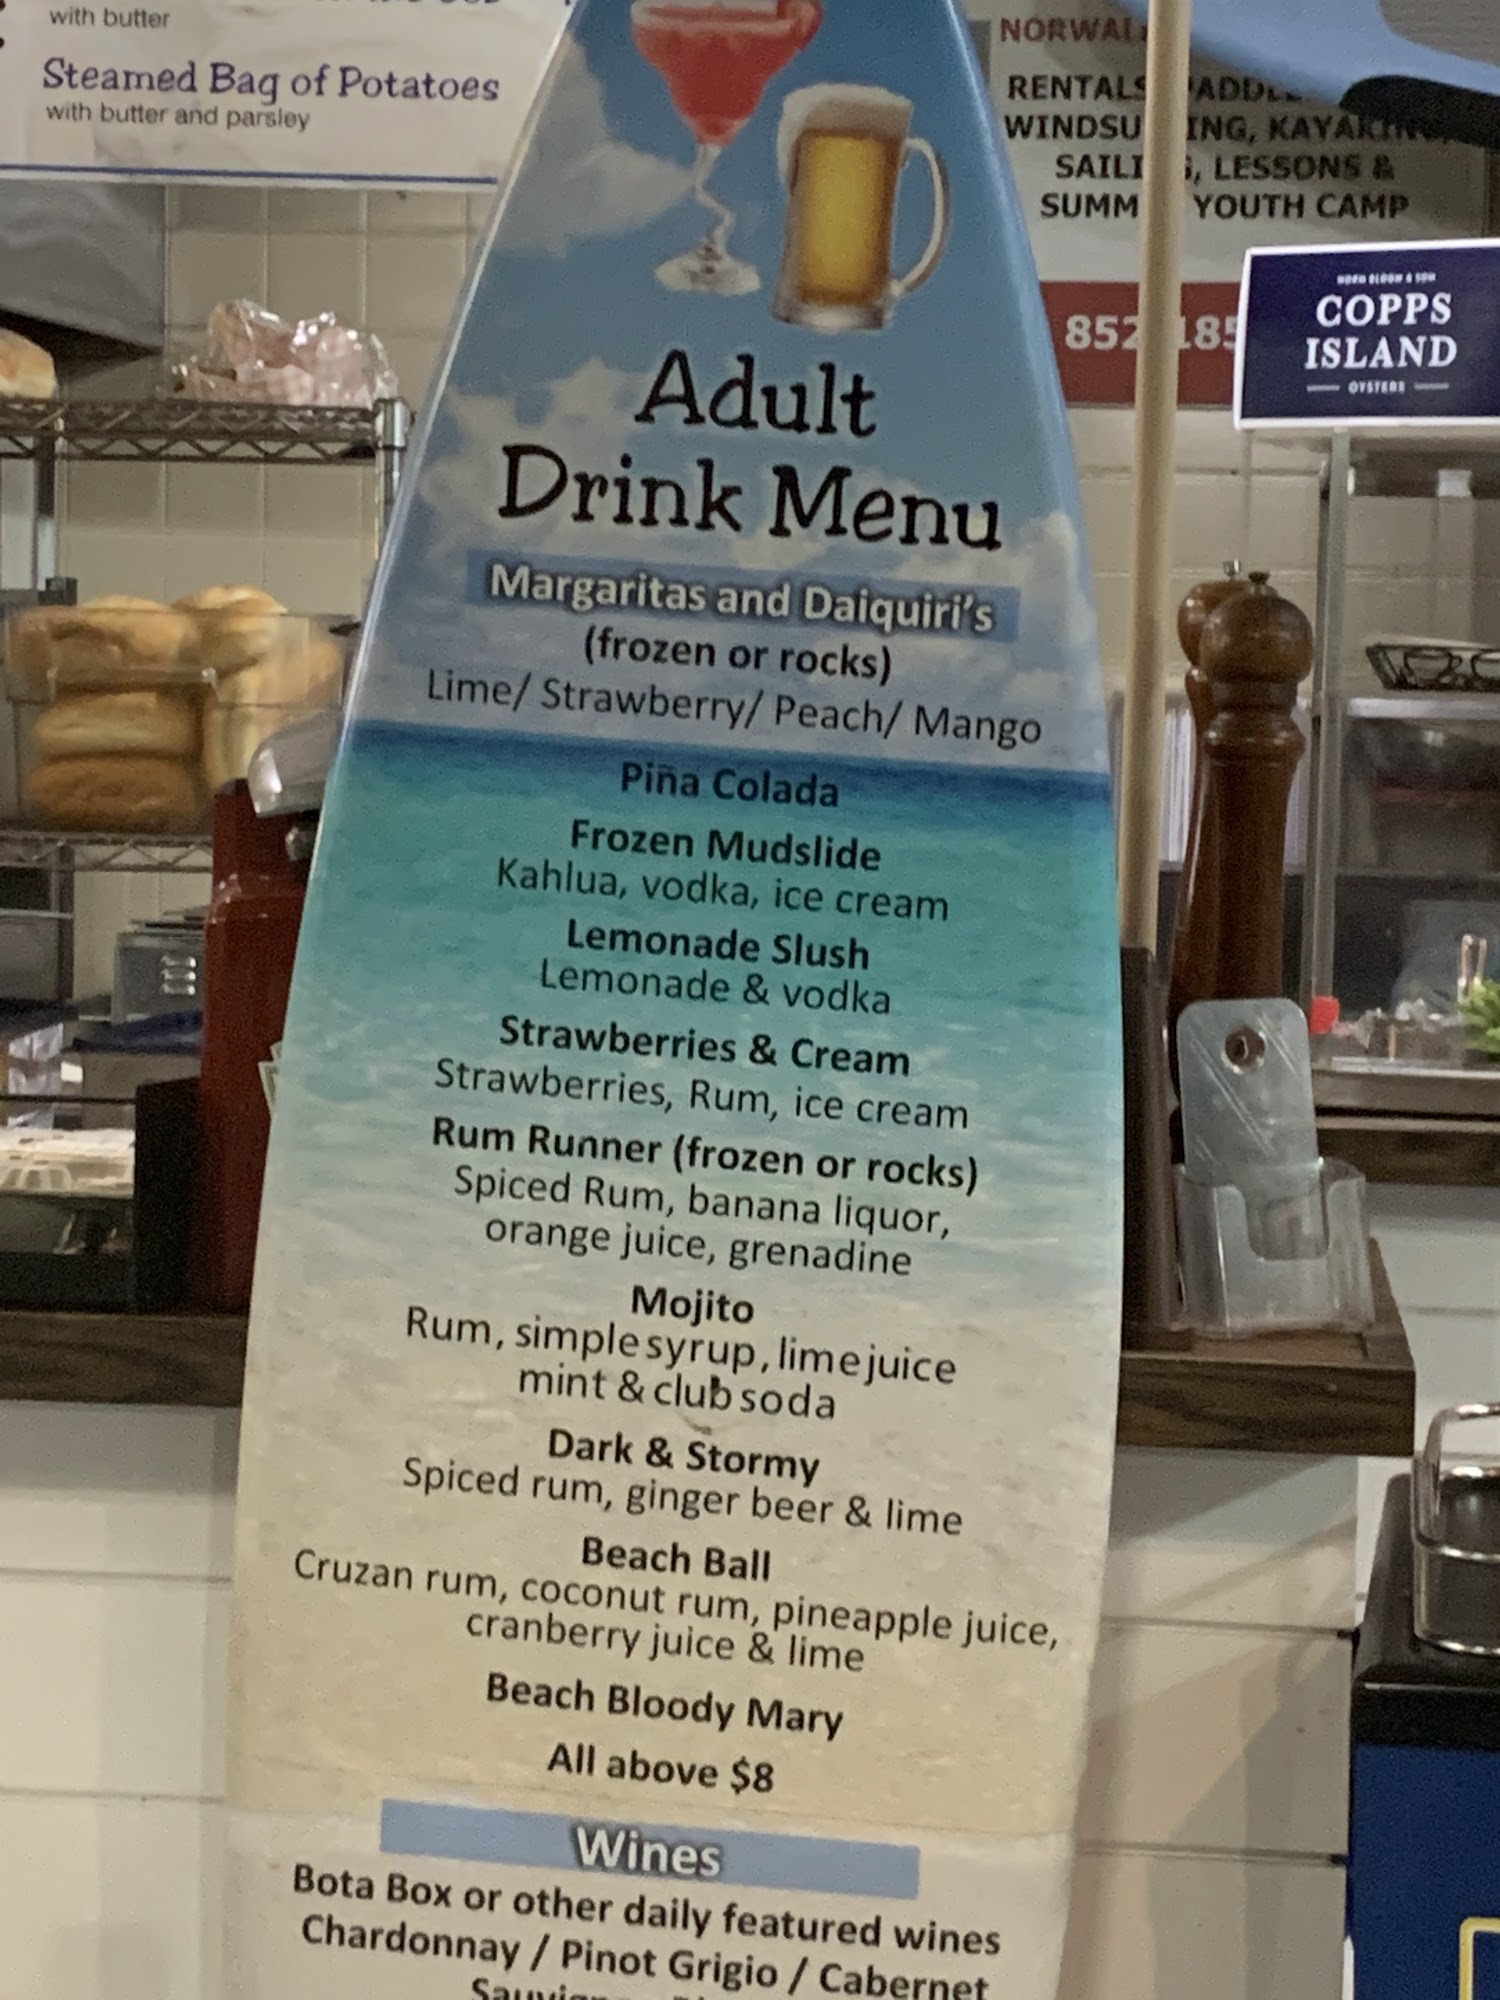 with butter
Steamed Bag of Potatoes
with butter and parsley
RENTALS
WINDSU ING, KAYAKING,
SAILI , LESSONS &
SUMM YOUTH CAMP
852 185
COPPS
ISLAND
OYSTERS
Adult
Drink Menu
Margaritas and Daiquiri's
(frozen or rocks)
Lime/ Strawberry/ Peach/ Mango
Piña Colada
Frozen Mudslide
Kahlua, vodka, ice cream
Lemonade Slush
Lemonade & vodka
Strawberries & Cream
Strawberries, Rum, ice cream
Rum Runner (frozen or rocks)
Spiced Rum, banana liquor,
orange juice, grenadine
Mojito
Rum, simple syrup, lime juice
mint & club soda
Dark & Stormy
Spiced rum, ginger beer & lime
Beach Ball
Cruzan rum, coconut rum, pineapple juice,
cranberry juice & lime
Beach Bloody Mary
All above $8
Wines
Bota Box or other daily featured wines
Chardonnay / Pinot Grigio / Cabernet